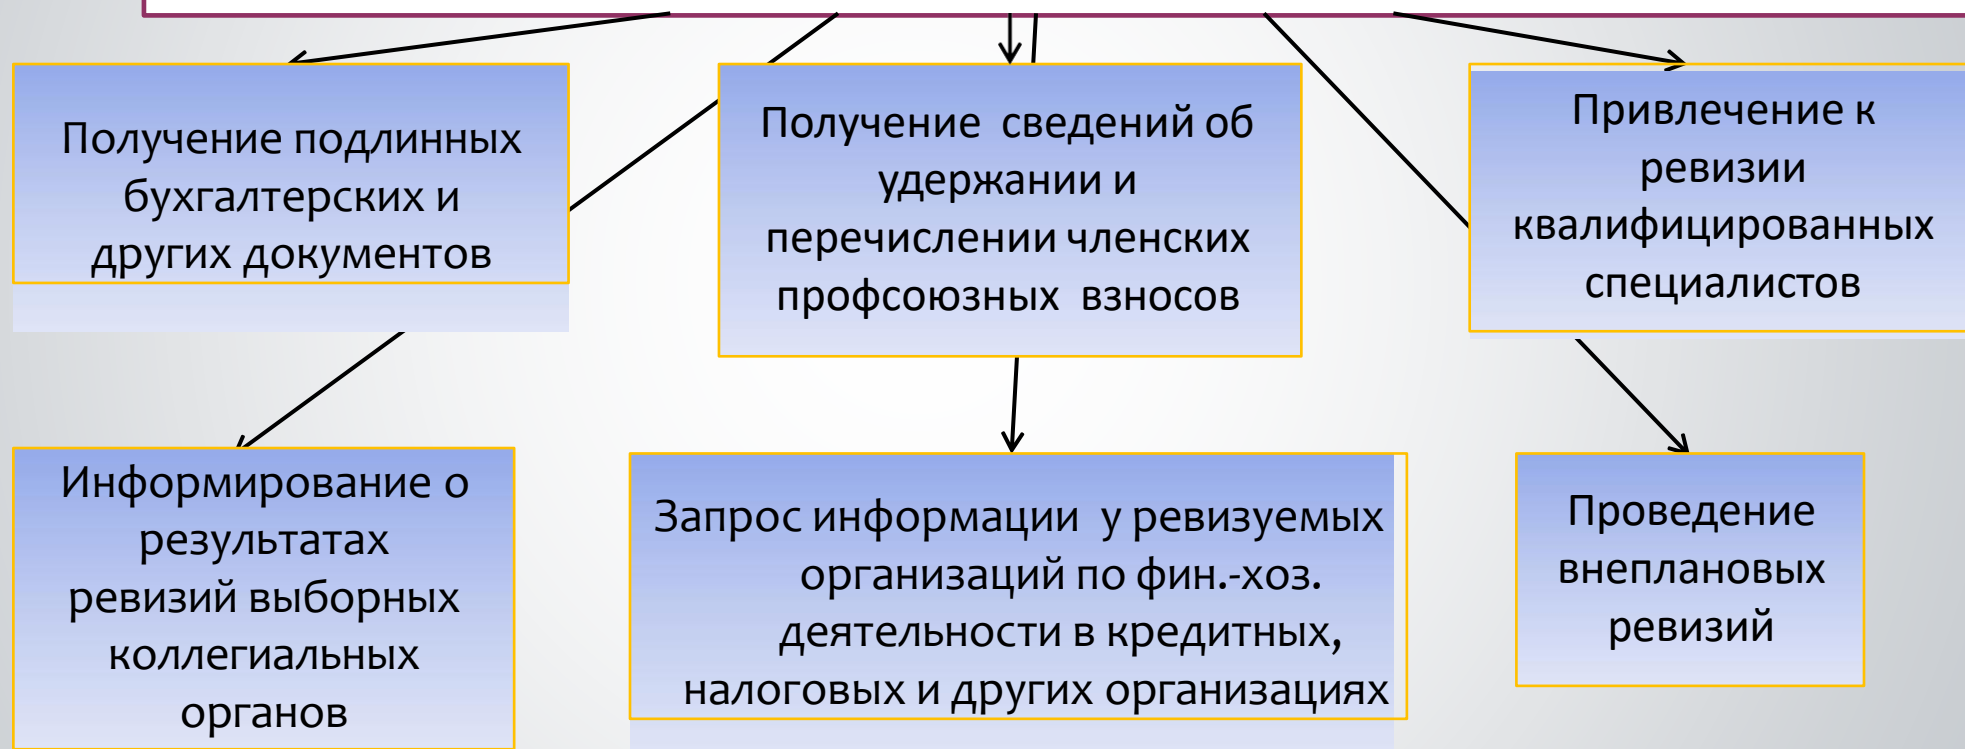 Получение подлинных
бухгалтерских и
других документов
Получение сведений об
удержании и
перечислении членских
профсоюзных взносов
Привлечение к
ревизии
квалифицированных
специалистов
Информирование о
результатах
ревизий выборных
коллегиальных
органов
Запрос информации у ревизуемых
организаций по фин.-хоз.
деятельности в кредитных,
налоговых и других организациях
Проведение
внеплановых
ревизий